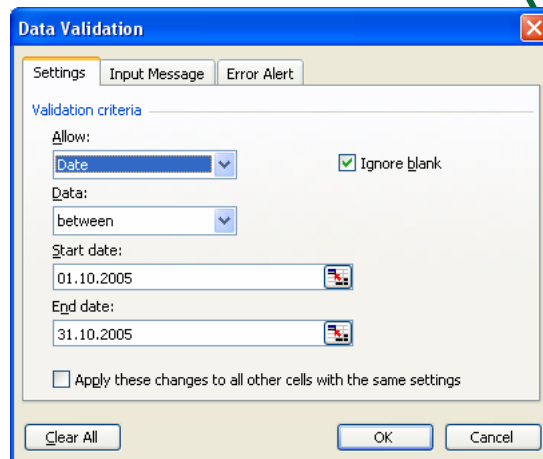 Data Validation
Settings Input Message Error Alert
Validation criteria
Allow:
Date Ignore blank
Data:
between
Start date:
01.10.2005
End date:
31.10.2005
Apply these changes to all other cells with the same settings
Clear All OK Cancel